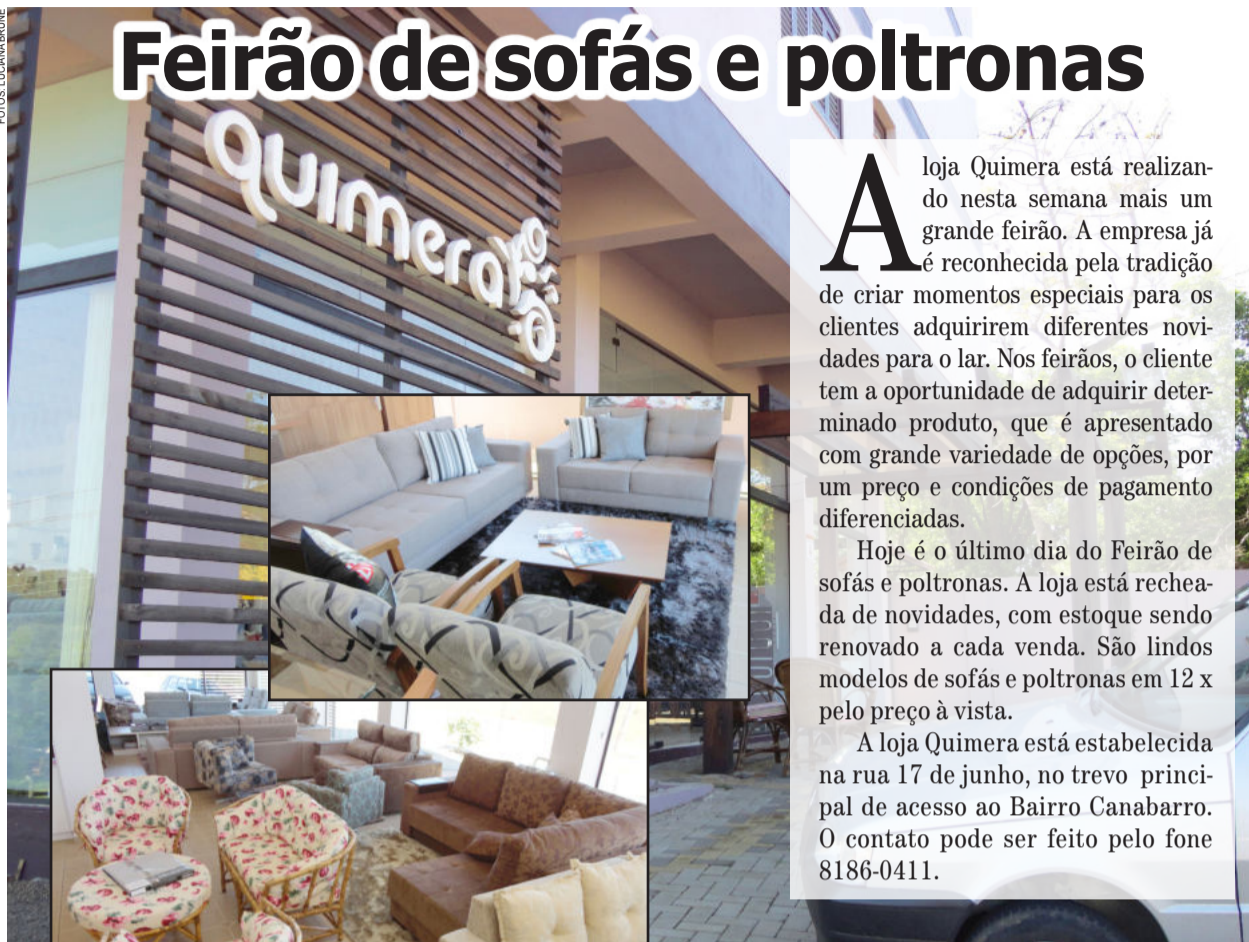 FOTOS: LUCIANA BRUNE
Feirão de sofás e poltronas
quimera
A loja Quimera está realizan-
do nesta semana mais um
grande feirão. A empresa já
é reconhecida pela tradição
de criar momentos especiais para os
clientes adquirirem diferentes novi-
dades para o lar. Nos feirãos, o cliente
tem a oportunidade de adquirir deter-
minado produto, que é apresentado
com grande variedade de opções, por
um preço e condições de pagamento
diferenciadas.
Hoje é o último dia do Feirão de
sofás e poltronas. A loja está rechea-
da de novidades, com estoque sendo
renovado a cada venda. São lindos
modelos de sofás e poltronas em 12 x
pelo preço à vista.
A loja Quimera está estabelecida
na rua 17 de junho, no trevo princi-
pal de acesso ao Bairro Canabarro.
O contato pode ser feito pelo fone
8186-0411.